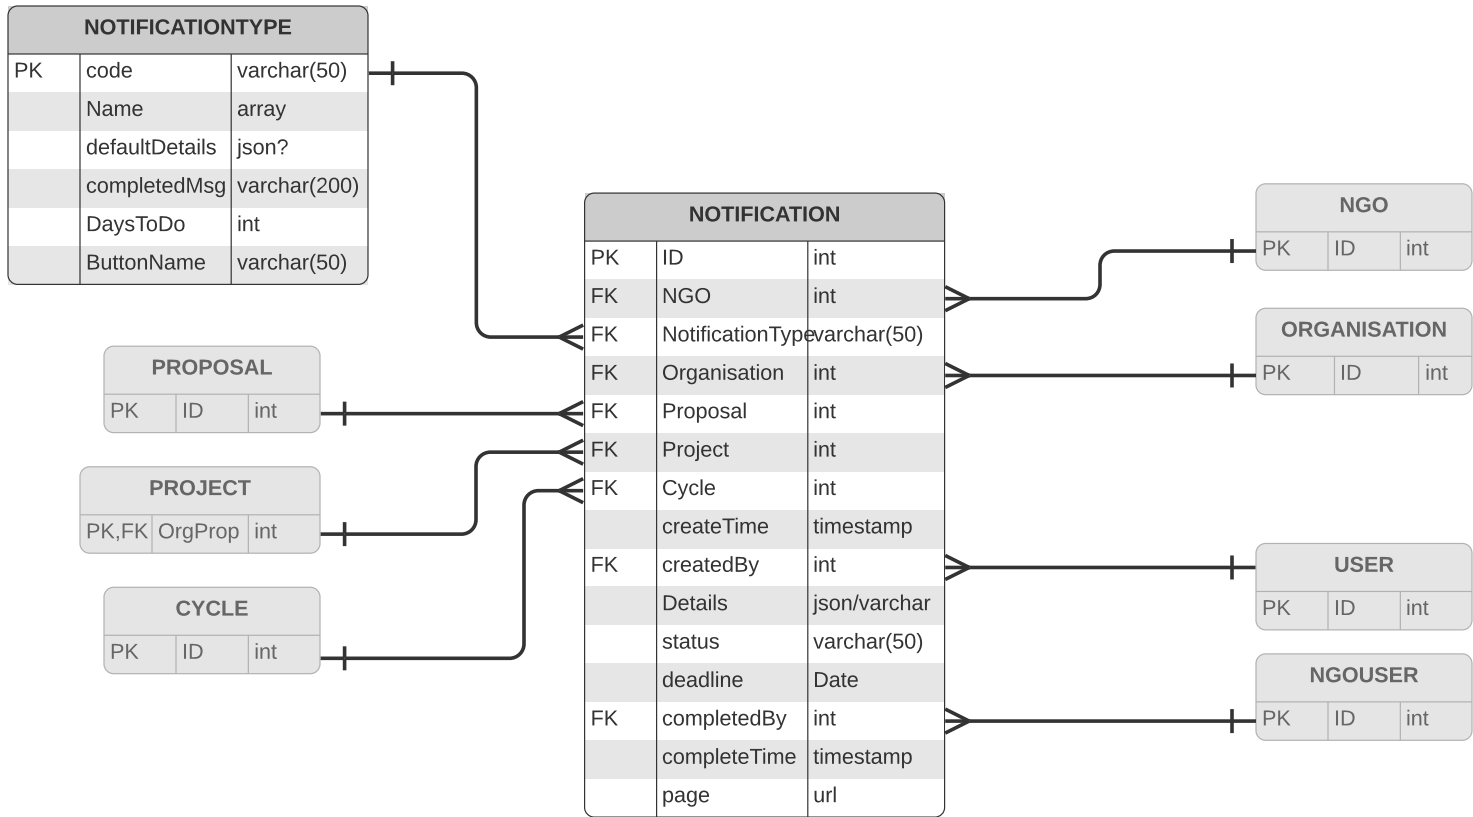 NOTIFICATIONTYPE
PK code varchar(50)
Name array
defaultDetails json?
completedMsg varchar(200)
DaysToDo int
ButtonName varchar(50)
PROPOSAL
PK ID int
PROJECT
PK,FK OrgProp int
CYCLE
PK ID int
NOTIFICATION
PK ID int
FK NGO int
FK NotificationType varchar(50)
FK Organisation int
FK Proposal int
FK Project int
FK Cycle int
createTime timestamp
FK createdBy int
Details json/varchar
status varchar(50)
deadline Date
FK completedBy int
completeTime timestamp
page url
NGO
PK ID int
ORGANISATION
PK ID int
USER
PK ID int
NGOUSER
PK ID int